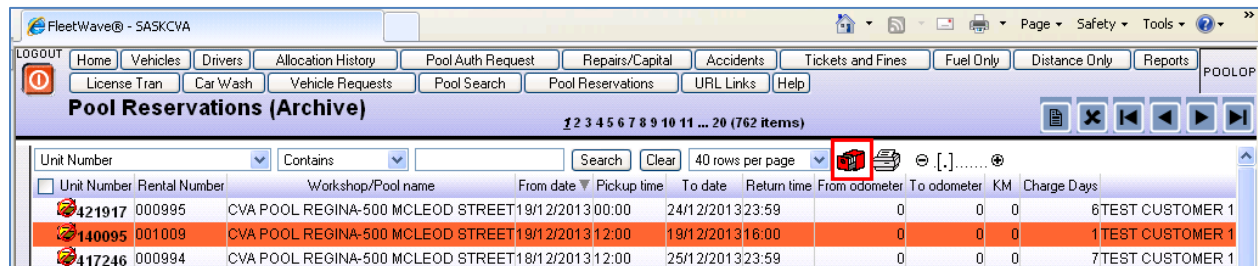 FleetWave® - SASKCVA
Page Safety Tools »
LOGOUT Home Vehicles Drivers Allocation History Pool Auth Request Repairs/Capital Accidents Tickets and Fines Fuel Only Distance Only Reports POOLOP
License Tran Car Wash Vehicle Requests Pool Search Pool Reservations URL Links Help
Pool Reservations (Archive) 1 2 3 4 5 6 7 8 9 10 11 ... 20 (762 items)
Unit Number Contains Search Clear 40 rows per page .[.].......
Unit Number Rental Number Workshop/Pool name From date Pickup time To date Return time From odometer To odometer KM Charge Days
421917 000995 CVA POOL REGINA-500 MCLEOD STREET 19/12/2013 00:00 24/12/2013 23:59 0 0 0 6 TEST CUSTOMER 1
140095 001009 CVA POOL REGINA-500 MCLEOD STREET 19/12/2013 12:00 19/12/2013 16:00 0 0 0 1 TEST CUSTOMER 1
417246 000994 CVA POOL REGINA-500 MCLEOD STREET 18/12/2013 12:00 25/12/2013 23:59 0 0 0 7 TEST CUSTOMER 1